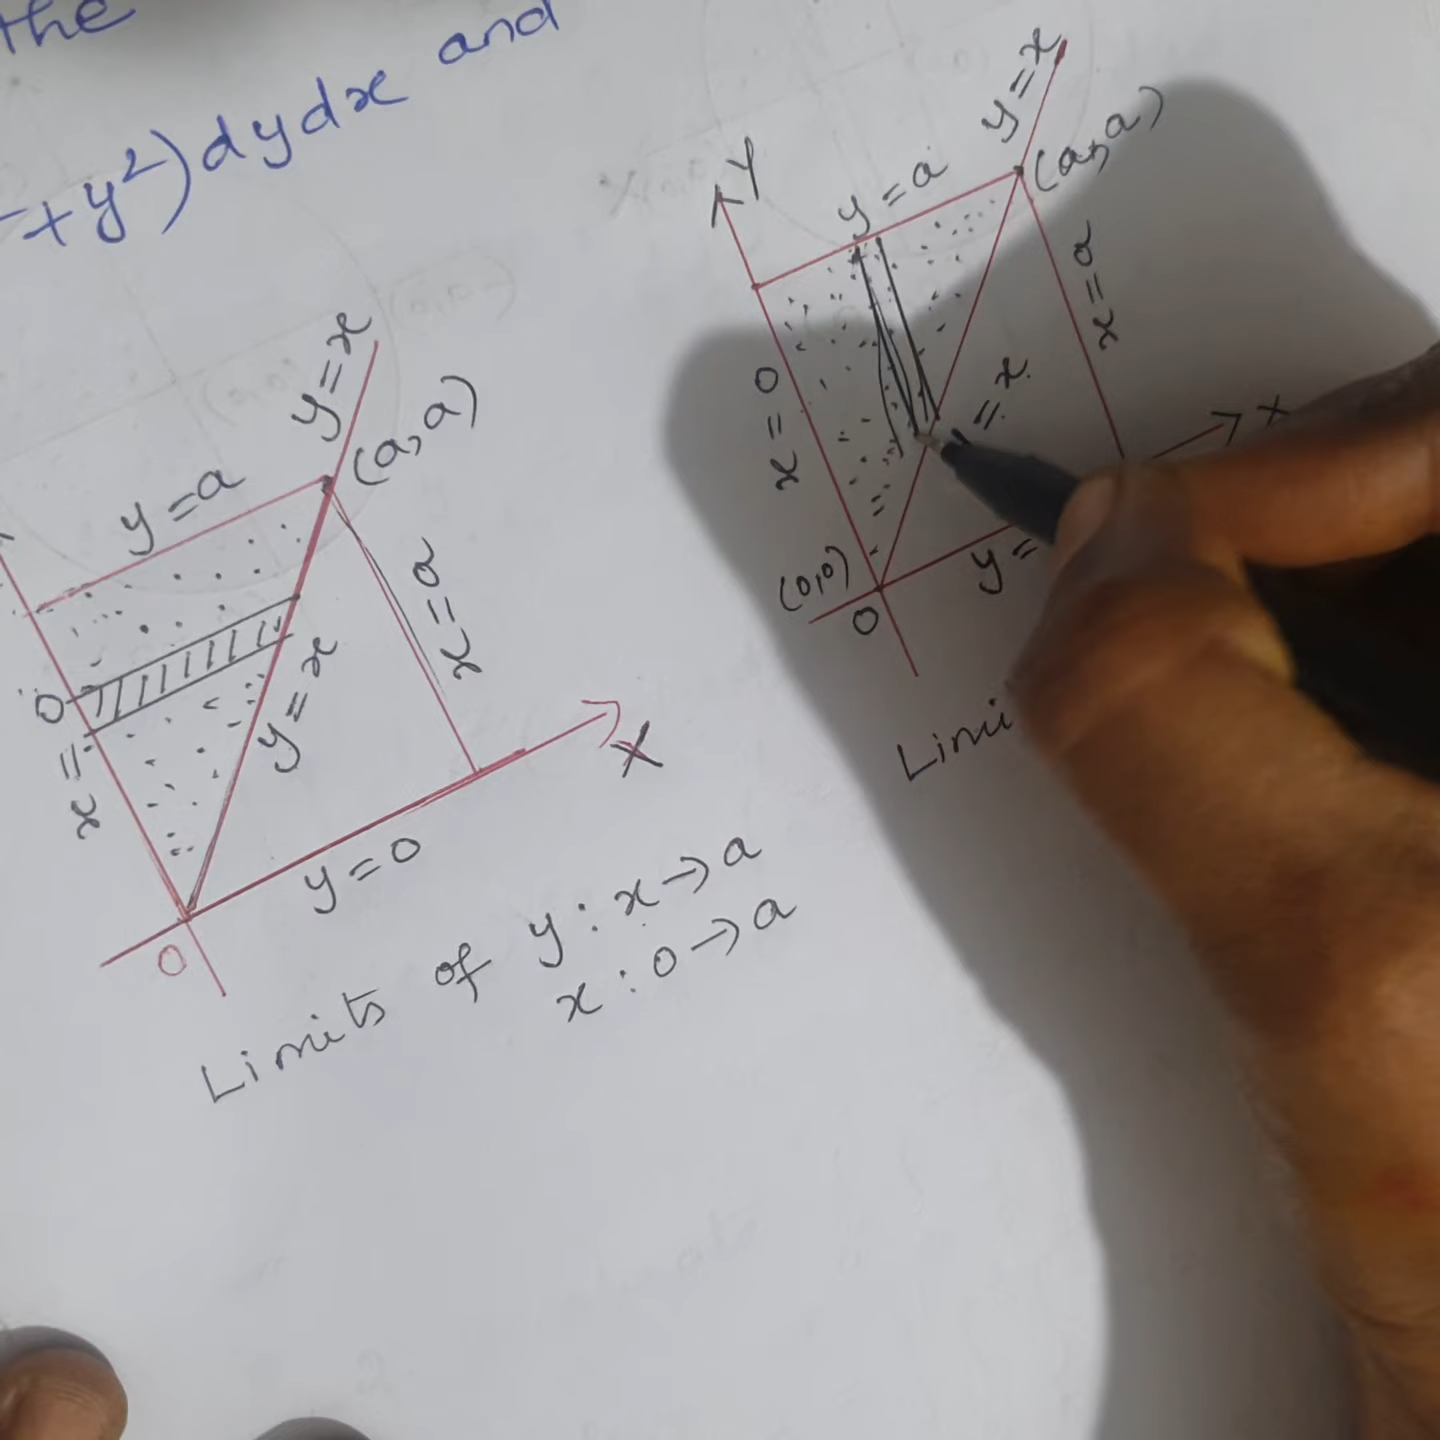 the
+y²)dydx and
y=x
(a,a)
y=a
x=a
x=0
y=x
X
y=0
O
Limits of y: x→a
x: 0→a
Y
y=x
(a,a)
y=a
x=a
x=0
=x
X
(0,0)
y=
O
Limi